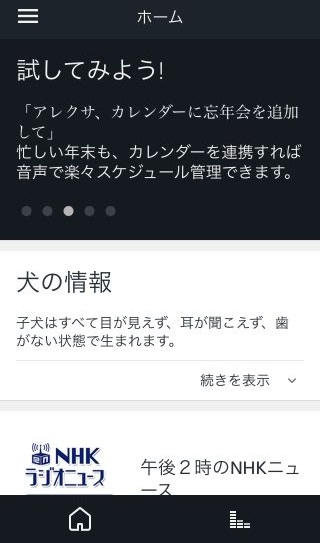 ホーム
試してみよう!
「アレクサ、カレンダーに忘年会を追加
して」
忙しい年末も、カレンダーを連携すれば
音声で楽々スケジュール管理できます。
犬の情報
子犬はすべて目が見えず、耳が聞こえず、歯
がない状態で生まれます。
続きを表示
NHK
ラジオニュース
午後２時のNHKニュ
ース